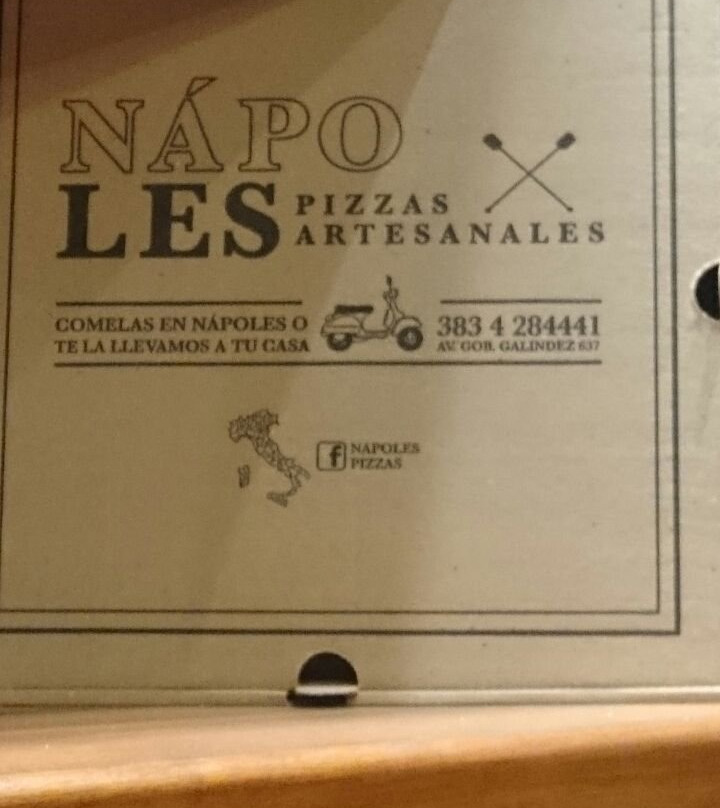 NÁPO
LES PIZZAS
ARTESANALES
COMELAS EN NÁPOLES O
TE LA LLEVAMOS A TU CASA
383 4 284441
AV. GOB. GALINDEZ 637
f NAPOLES
PIZZAS